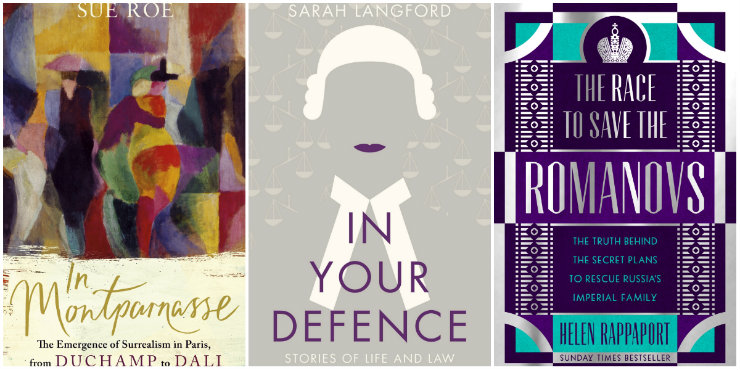 SUE ROE
In
Montparnasse
The Emergence of Surrealism in Paris,
from DUCHAMP to DALI
SARAH LANGFORD
IN
YOUR
DEFENCE
STORIES OF LIFE AND LAW
THE RACE
TO SAVE THE
ROMANOVS
THE TRUTH BEHIND
THE SECRET PLANS
TO RESCUE RUSSIA'S
IMPERIAL FAMILY
HELEN RAPPAPORT
SUNDAY TIMES BESTSELLER